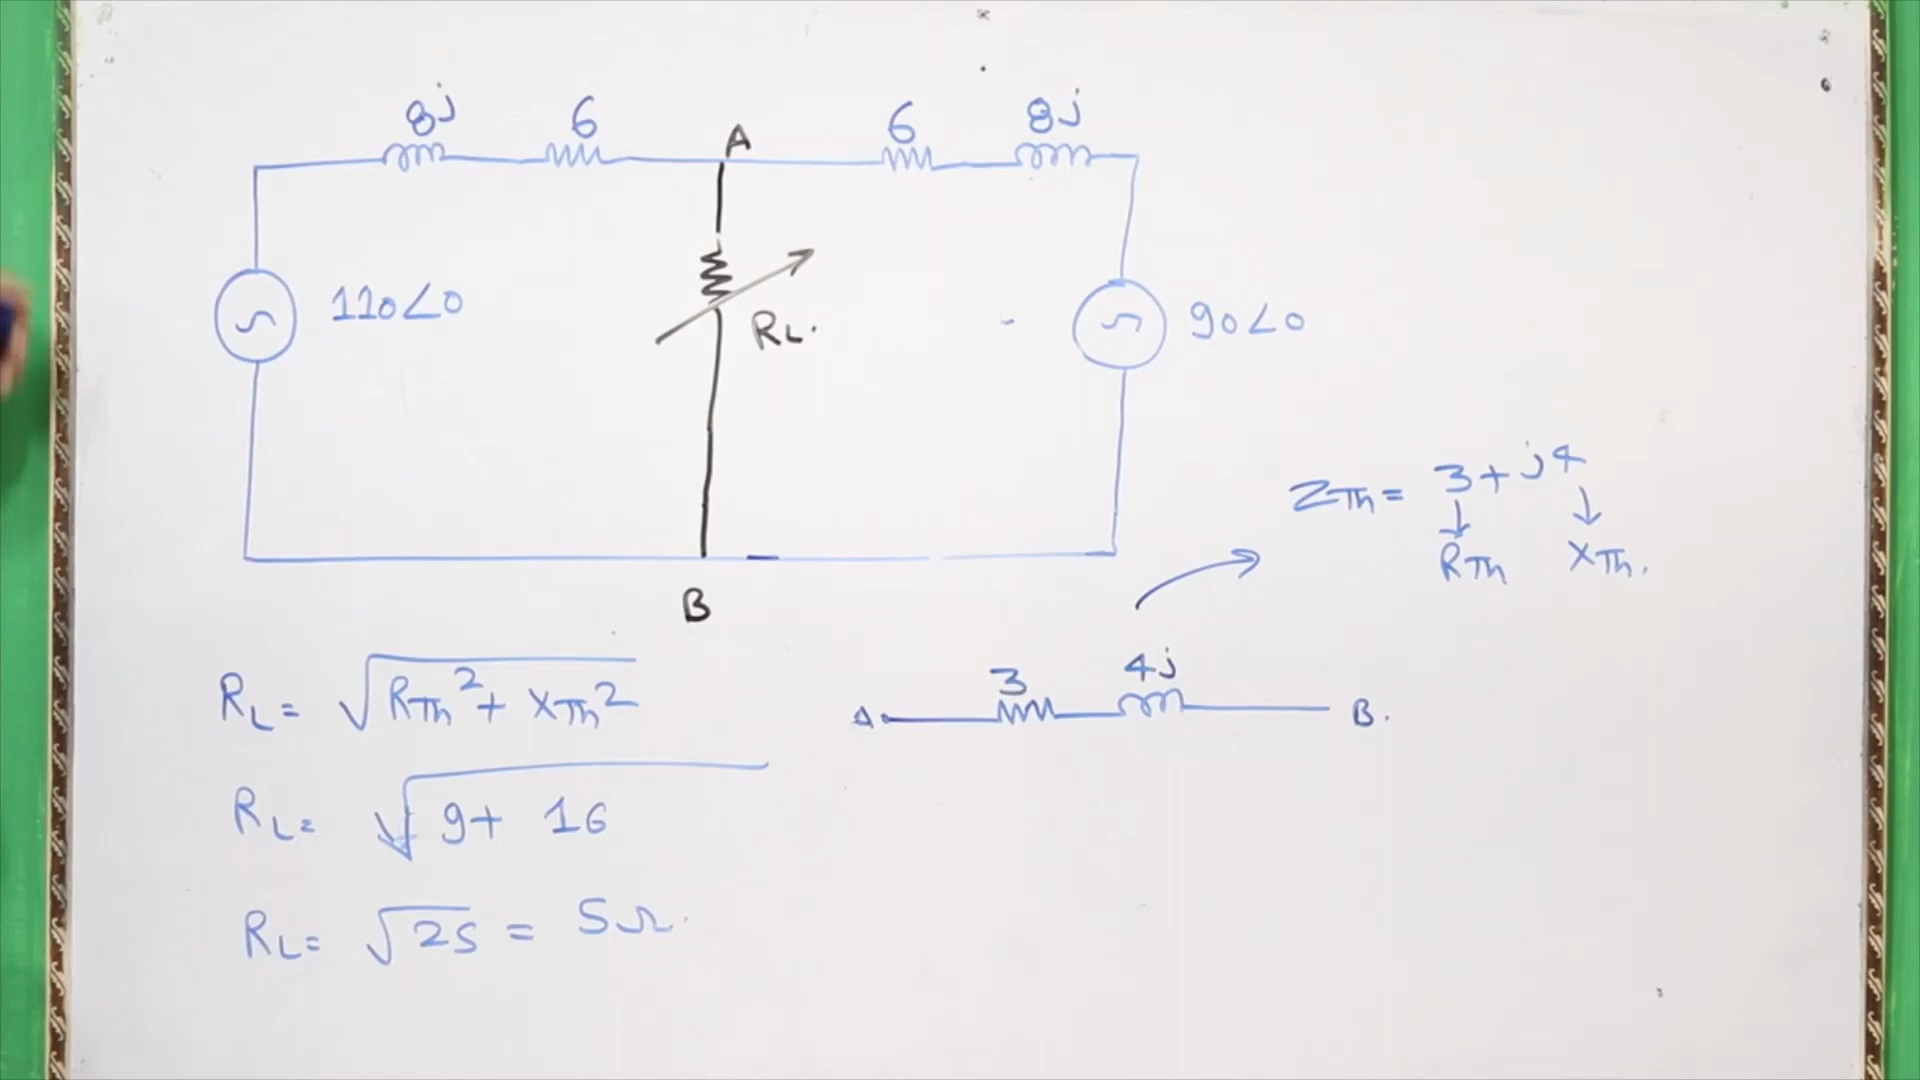 8j 6 A 6 8j
110∠0 RL. 90∠0
B
ZTh = 3 + j4
RTh XTh.
3 4j
A B.
RL = √RTh² + XTh²
RL = √9 + 16
RL = √25 = 5Ω